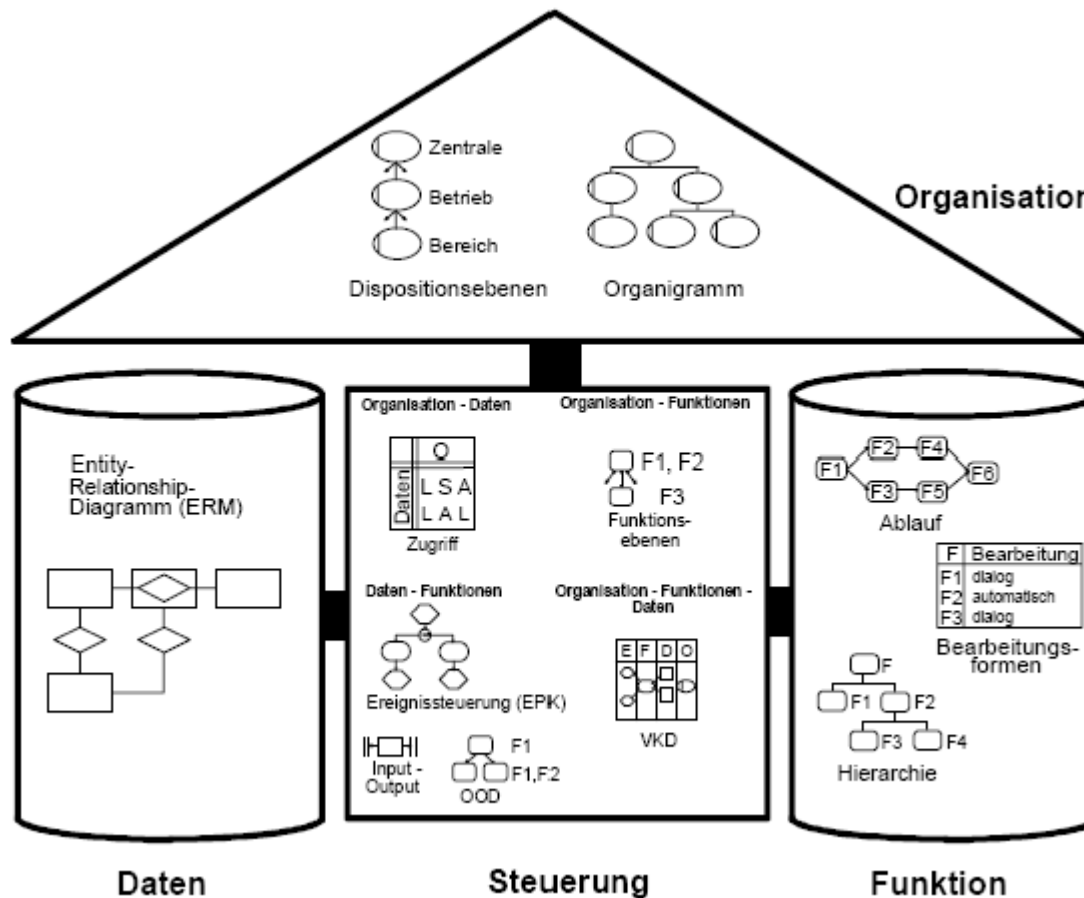 Zentrale
Betrieb
Bereich
Dispositionsebenen
Organigramm
Organisation
Entity-
Relationship-
Diagramm (ERM)
Organisation - Daten
O
Daten
L S A
L A L
Zugriff
Organisation - Funktionen
F1, F2
F3
Funktions-
ebenen
Daten - Funktionen
Ereignissteuerung (EPK)
Input -
Output
F1
F1,F2
OOD
Organisation - Funktionen -
Daten
E F D O
VKD
F1 F2 F4 F6
F3 F5
Ablauf
F Bearbeitung
F1 dialog
F2 automatisch
F3 dialog
Bearbeitungs-
formen
F
F1 F2
F3 F4
Hierarchie
Daten
Steuerung
Funktion